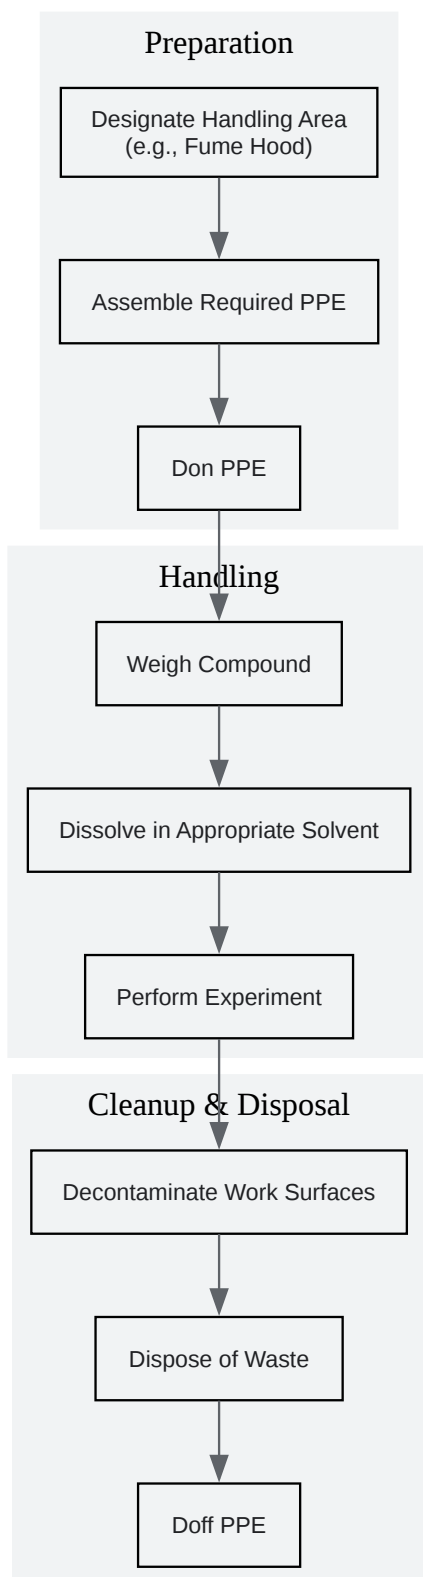 Preparation
Designate Handling Area
(e.g., Fume Hood)
Assemble Required PPE
Don PPE
Handling
Weigh Compound
Dissolve in Appropriate Solvent
Perform Experiment
Cleanup & Disposal
Decontaminate Work Surfaces
Dispose of Waste
Doff PPE